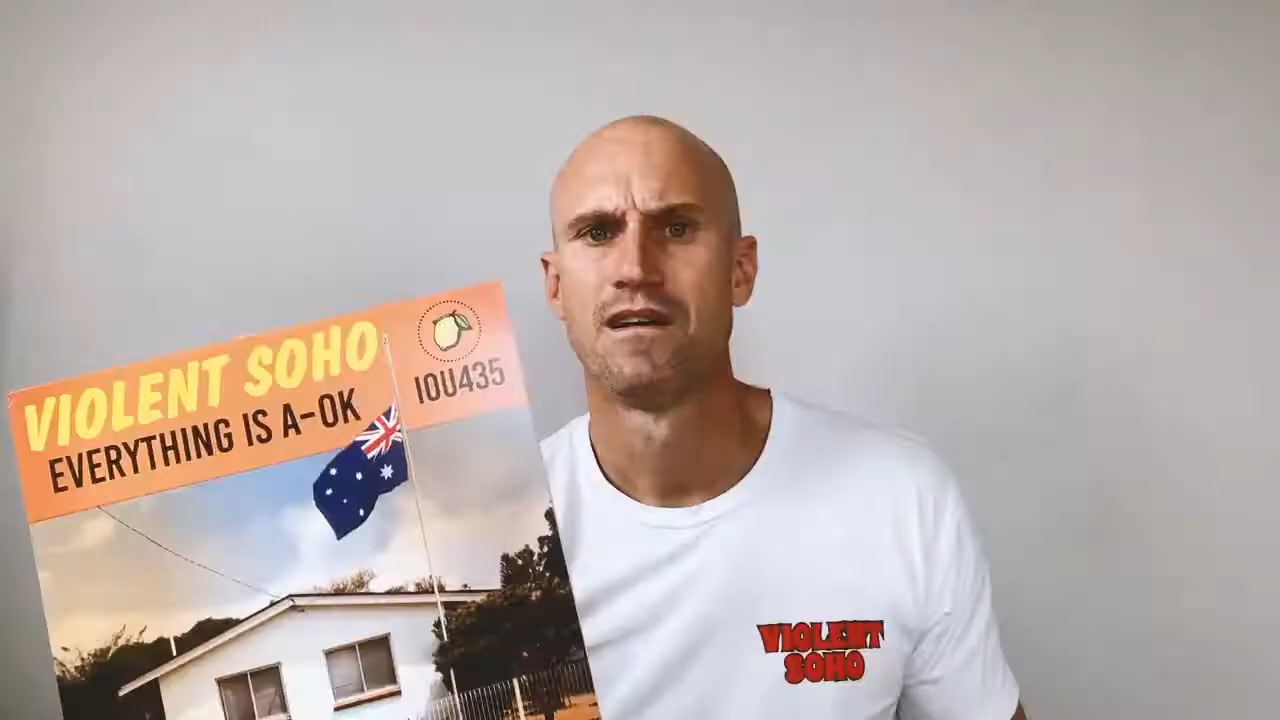 VIOLENT SOHO
EVERYTHING IS A-OK
IOU435
VIOLENT
SOHO